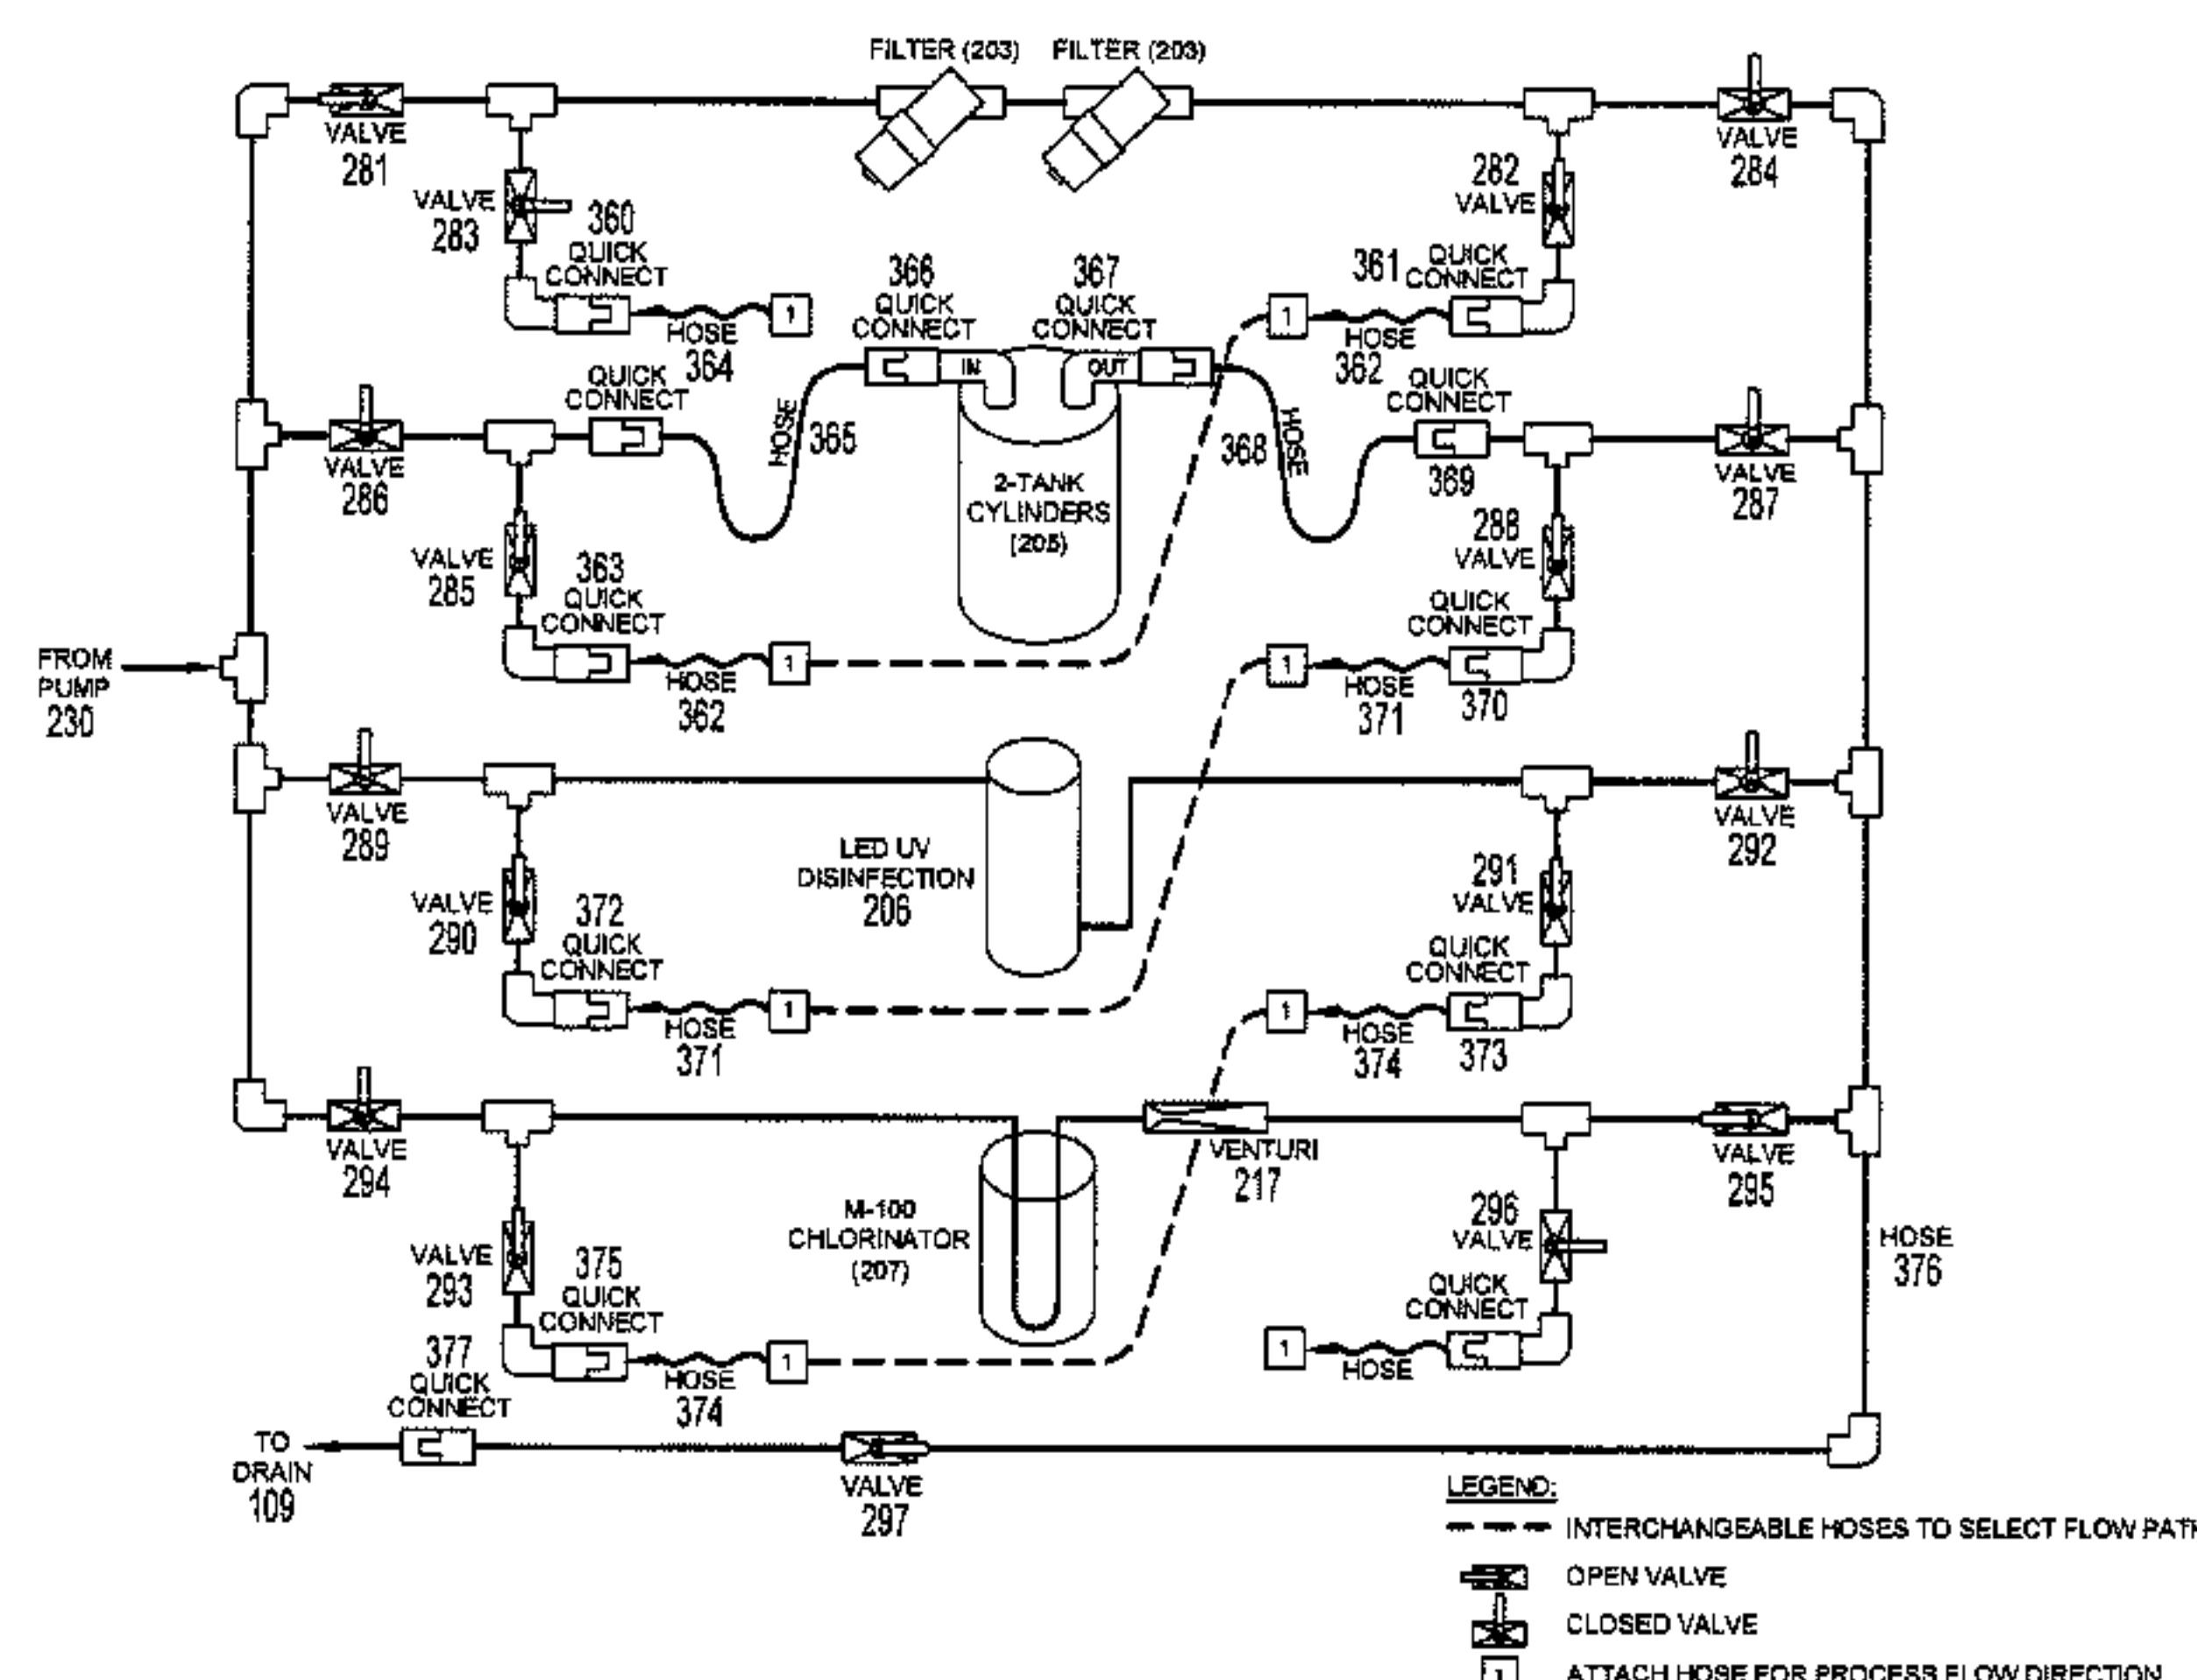 FILTER (203) FILTER (203)
VALVE
281
VALVE
284
VALVE
283
360
QUICK
CONNECT
HOSE
364
1
282
VALVE
361
QUICK
CONNECT
1
HOSE
362
366
QUICK
CONNECT
367
QUICK
CONNECT
IN
OUT
QUICK
CONNECT
VALVE
286
HOSE
365
368
HOSE
QUICK
CONNECT
369
VALVE
287
2-TANK
CYLINDERS
(205)
VALVE
285
363
QUICK
CONNECT
HOSE
362
1
288
VALVE
QUICK
CONNECT
1
HOSE
371
370
FROM
PUMP
230
VALVE
289
VALVE
292
LED UV
DISINFECTION
206
VALVE
290
372
QUICK
CONNECT
HOSE
371
1
291
VALVE
QUICK
CONNECT
1
HOSE
374
373
VALVE
294
VENTURI
217
VALVE
295
M-100
CHLORINATOR
(207)
VALVE
293
375
QUICK
CONNECT
HOSE
374
1
296
VALVE
QUICK
CONNECT
1
HOSE
HOSE
376
377
QUICK
CONNECT
TO
DRAIN
109
VALVE
297
LEGEND:
INTERCHANGEABLE HOSES TO SELECT FLOW PATH
OPEN VALVE
CLOSED VALVE
1 ATTACH HOSE FOR PROCESS FLOW DIRECTION